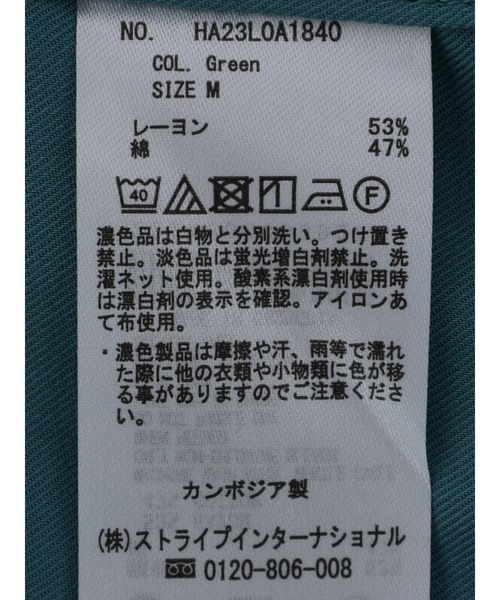 NO. HA23L0A1840
COL. Green
SIZE M
レーヨン 53%
綿 47%
40
F
濃色品は白物と分別洗い。つけ置き
禁止。淡色品は蛍光増白剤禁止。洗
濯ネット使用。酸素系漂白剤使用時
は漂白剤の表示を確認。アイロンあ
て布使用。
・濃色製品は摩擦や汗、雨等で濡れ
た際に他の衣類や小物類に色が移
る事がありますのでご注意くださ
い。
カンボジア製
(株)ストライプインターナショナル
0120-806-008